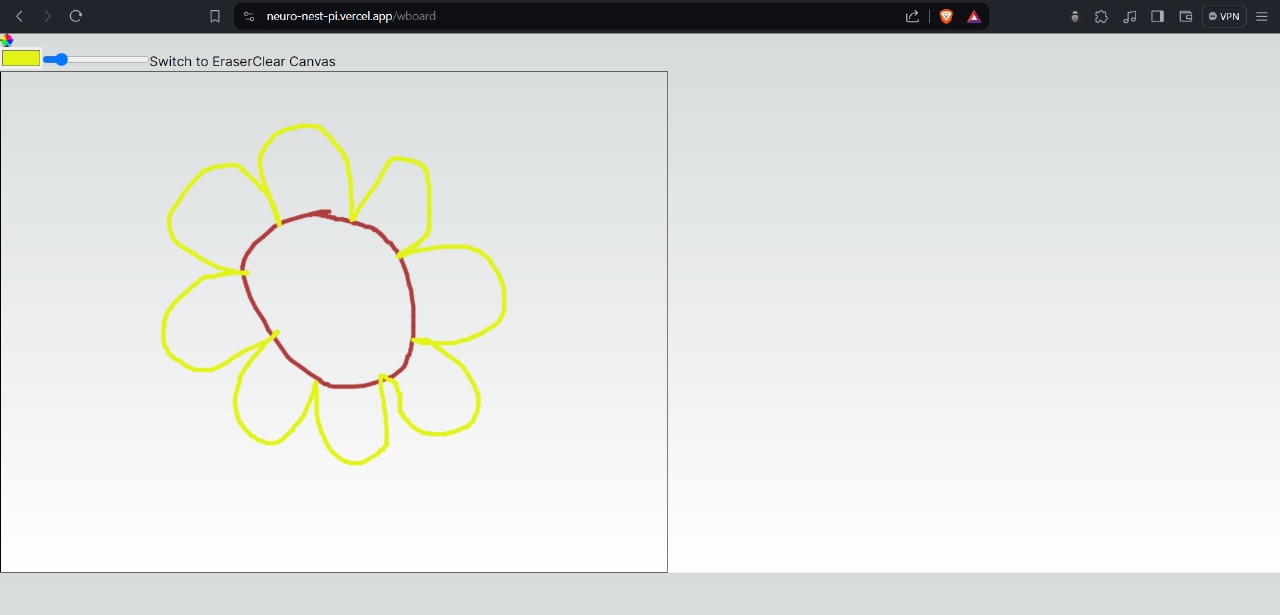 neuro-nest-pi.vercel.app/wboard
VPN
Switch to EraserClear Canvas